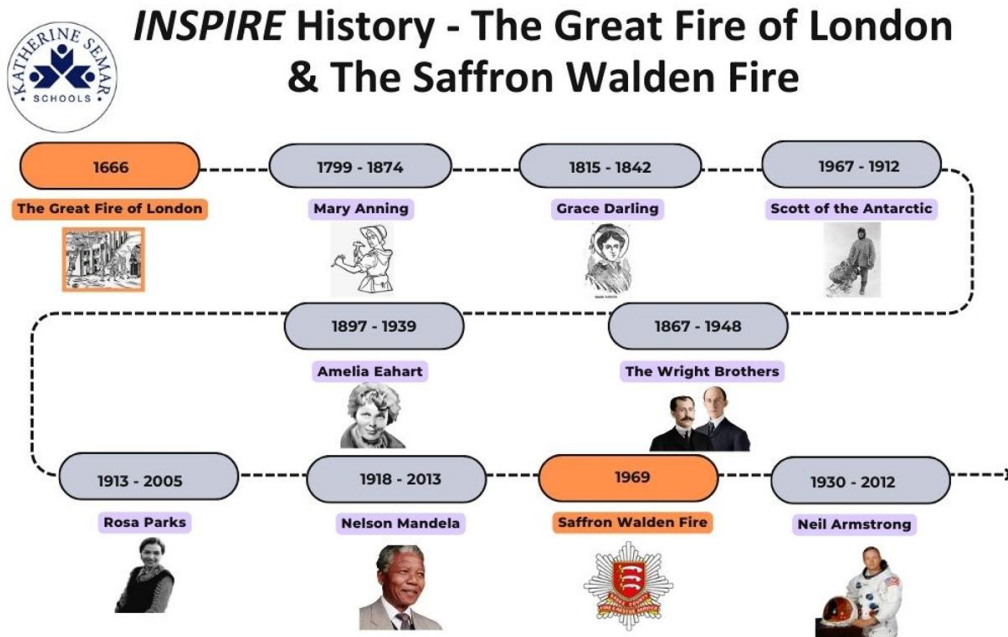 INSPIRE History - The Great Fire of London
& The Saffron Walden Fire
KATHERINE SEMAR
• SCHOOLS •
1666
The Great Fire of London
1799 - 1874
Mary Anning
1815 - 1842
Grace Darling
1967 - 1912
Scott of the Antarctic
1897 - 1939
Amelia Eahart
1867 - 1948
The Wright Brothers
1913 - 2005
Rosa Parks
1918 - 2013
Nelson Mandela
1969
Saffron Walden Fire
FIRE & RESCUE SERVICE
1930 - 2012
Neil Armstrong